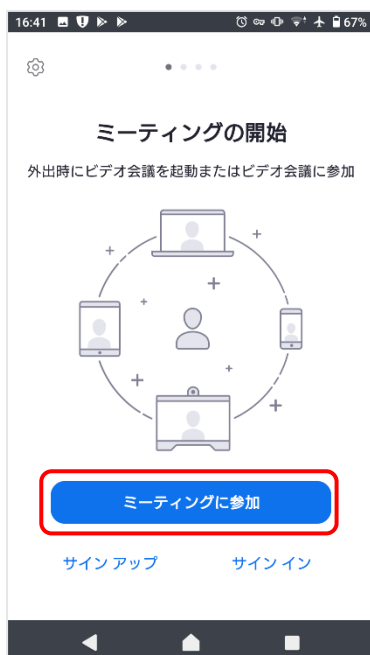 16:41 67%
ミーティングの開始
外出時にビデオ会議を起動またはビデオ会議に参加
ミーティングに参加
サイン アップ サイン イン